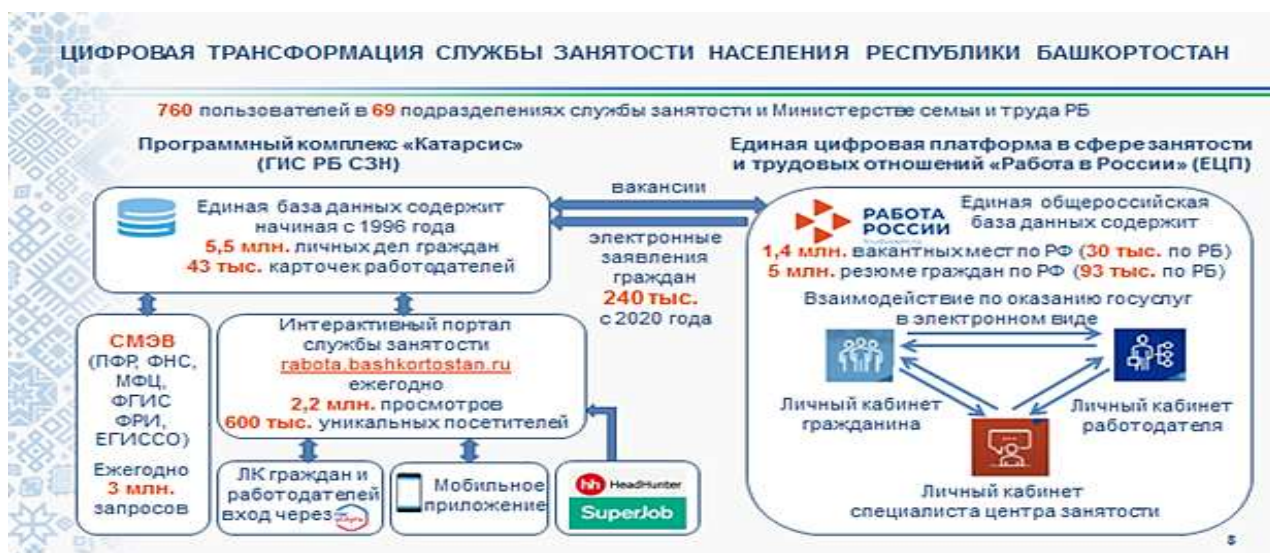 ЦИФРОВАЯ ТРАНСФОРМАЦИЯ СЛУЖБЫ ЗАНЯТОСТИ НАСЕЛЕНИЯ РЕСПУБЛИКИ БАШКОРТОСТАН
760 пользователей в 69 подразделениях службы занятости и Министерстве семьи и труда РБ
Программный комплекс «Катарсис»
(ГИС РБ СЗН)
Единая база данных содержит
начиная с 1996 года
5,5 млн. личных дел граждан
43 тыс. карточек работодателей
СМЭВ
(ПФР, ФНС,
МФЦ,
ФГИС
ФРИ,
ЕГИССО)
Ежегодно
3 млн.
запросов
Интерактивный портал
службы занятости
rabota.bashkortostan.ru
ежегодно
2,2 млн. просмотров
600 тыс. уникальных посетителей
ЛК граждан и
работодателей
вход через
Мобильное
приложение
hh HeadHunter
SuperJob
вакансии
электронные
заявления
граждан
240 тыс.
с 2020 года
Единая цифровая платформа в сфере занятости
и трудовых отношений «Работа в России» (ЕЦП)
РАБОТА
РОССИИ
Единая общероссийская
база данных содержит
1,4 млн. вакантных мест по РФ (30 тыс. по РБ)
5 млн. резюме граждан по РФ (93 тыс. по РБ)
Взаимодействие по оказанию госуслуг
в электронном виде
Личный кабинет
гражданина
Личный кабинет
работодателя
Личный кабинет
специалиста центра занятости